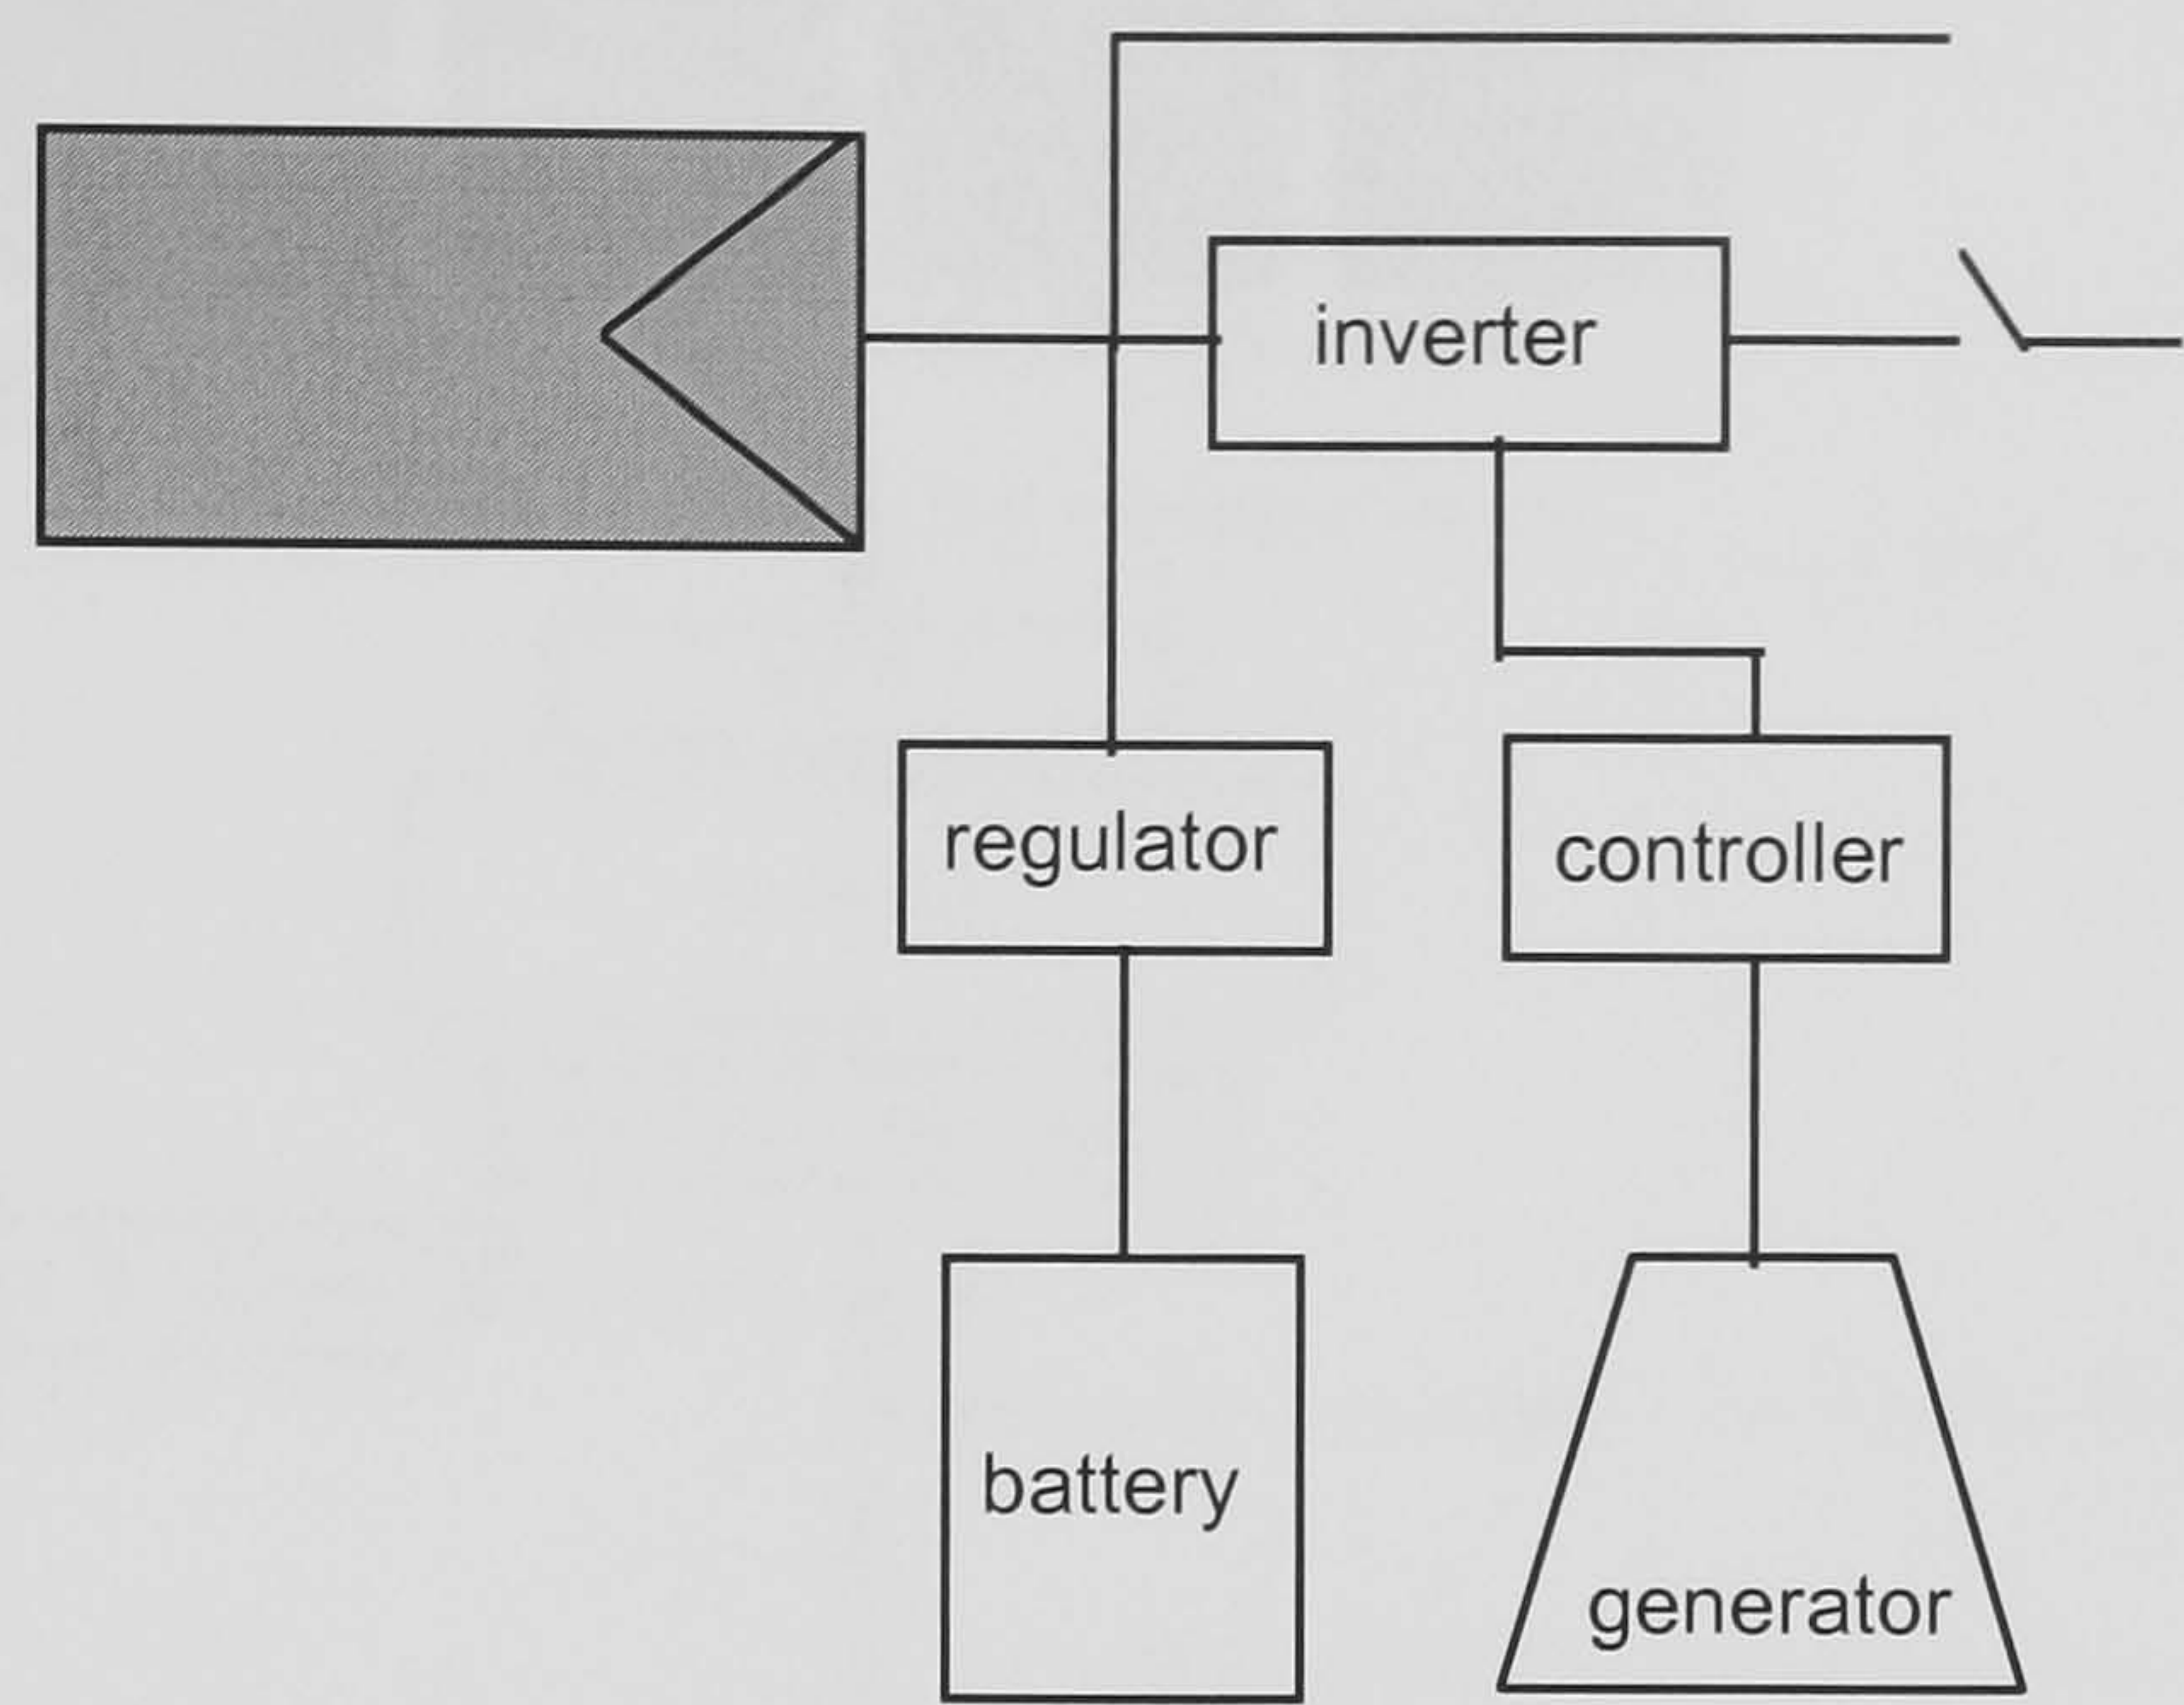 inverter
regulator
controller
battery
generator